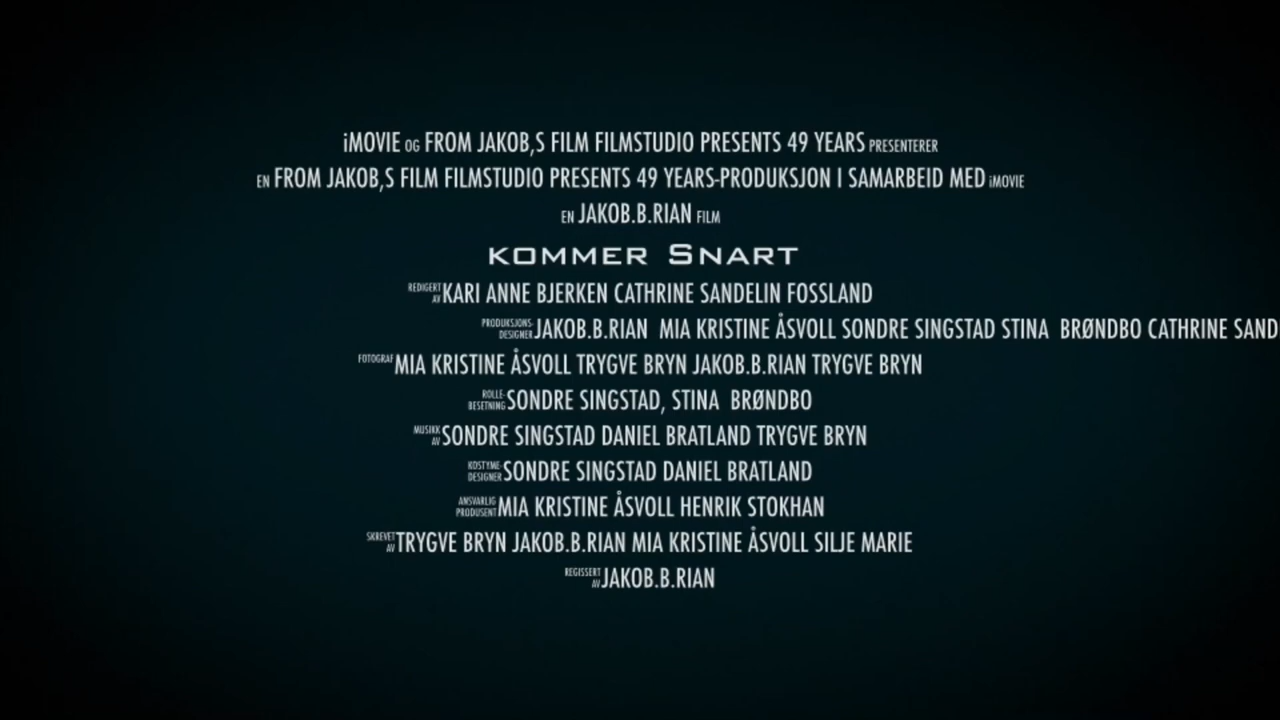 iMOVIE OG FROM JAKOB,S FILM FILMSTUDIO PRESENTS 49 YEARS PRESENTERER
EN FROM JAKOB,S FILM FILMSTUDIO PRESENTS 49 YEARS-PRODUKSJON I SAMARBEID MED iMOVIE
EN JAKOB.B.RIAN FILM
KOMMER SNART
REDIGERT AV KARI ANNE BJERKEN CATHRINE SANDELIN FOSSLAND
PRODUKSJONS-DESIGNER JAKOB.B.RIAN MIA KRISTINE ÅSVOLL SONDRE SINGSTAD STINA BRØNDBO CATHRINE SAND
FOTOGRAF MIA KRISTINE ÅSVOLL TRYGVE BRYN JAKOB.B.RIAN TRYGVE BRYN
ROLLE-BESETNING SONDRE SINGSTAD, STINA BRØNDBO
MUSIKK AV SONDRE SINGSTAD DANIEL BRATLAND TRYGVE BRYN
KOSTYME-DESIGNER SONDRE SINGSTAD DANIEL BRATLAND
ANSVARLIG PRODUSENT MIA KRISTINE ÅSVOLL HENRIK STOKHAN
SKREVET AV TRYGVE BRYN JAKOB.B.RIAN MIA KRISTINE ÅSVOLL SILJE MARIE
REGISSERT AV JAKOB.B.RIAN